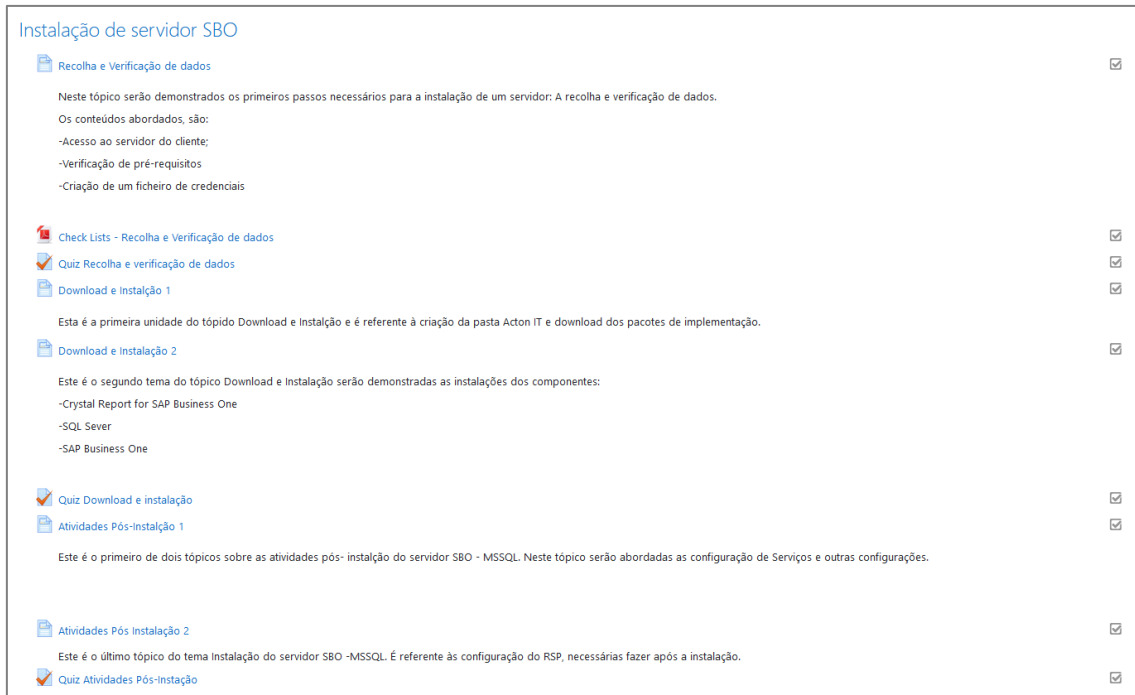 Instalação de servidor SBO
Recolha e Verificação de dados
Neste tópico serão demonstrados os primeiros passos necessários para a instalação de um servidor: A recolha e verificação de dados.
Os conteúdos abordados, são:
-Acesso ao servidor do cliente;
-Verificação de pré-requisitos
-Criação de um ficheiro de credenciais
Check Lists - Recolha e Verificação de dados
Quiz Recolha e verificação de dados
Download e Instalção 1
Esta é a primeira unidade do tópido Download e Instalção e é referente à criação da pasta Acton IT e download dos pacotes de implementação.
Download e Instalação 2
Este é o segundo tema do tópico Download e Instalação serão demonstradas as instalações dos componentes:
-Crystal Report for SAP Business One
-SQL Sever
-SAP Business One
Quiz Download e instalação
Atividades Pós-Instalção 1
Este é o primeiro de dois tópicos sobre as atividades pós- instalção do servidor SBO - MSSQL. Neste tópico serão abordadas as configuração de Serviços e outras configurações.
Atividades Pós Instalação 2
Este é o último tópico do tema Instalação do servidor SBO -MSSQL. É referente às configuração do RSP, necessárias fazer após a instalação.
Quiz Atividades Pós-Instação